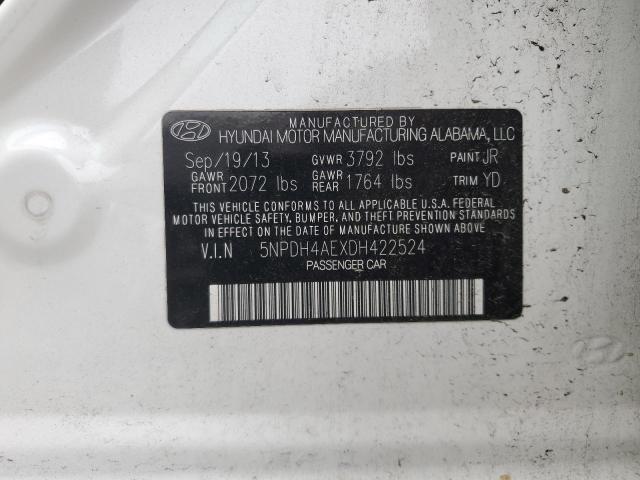 MANUFACTURED BY
HYUNDAI MOTOR MANUFACTURING ALABAMA, LLC
Sep/19/13 GVWR 3792 lbs PAINT JR
GAWR FRONT 2072 lbs GAWR REAR 1764 lbs TRIM YD
THIS VEHICLE CONFORMS TO ALL APPLICABLE U.S.A. FEDERAL
MOTOR VEHICLE SAFETY, BUMPER, AND THEFT PREVENTION STANDARDS
IN EFFECT ON THE DATE OF MANUFACTURE SHOWN ABOVE
V.I.N 5NPDH4AEXDH422524
PASSENGER CAR